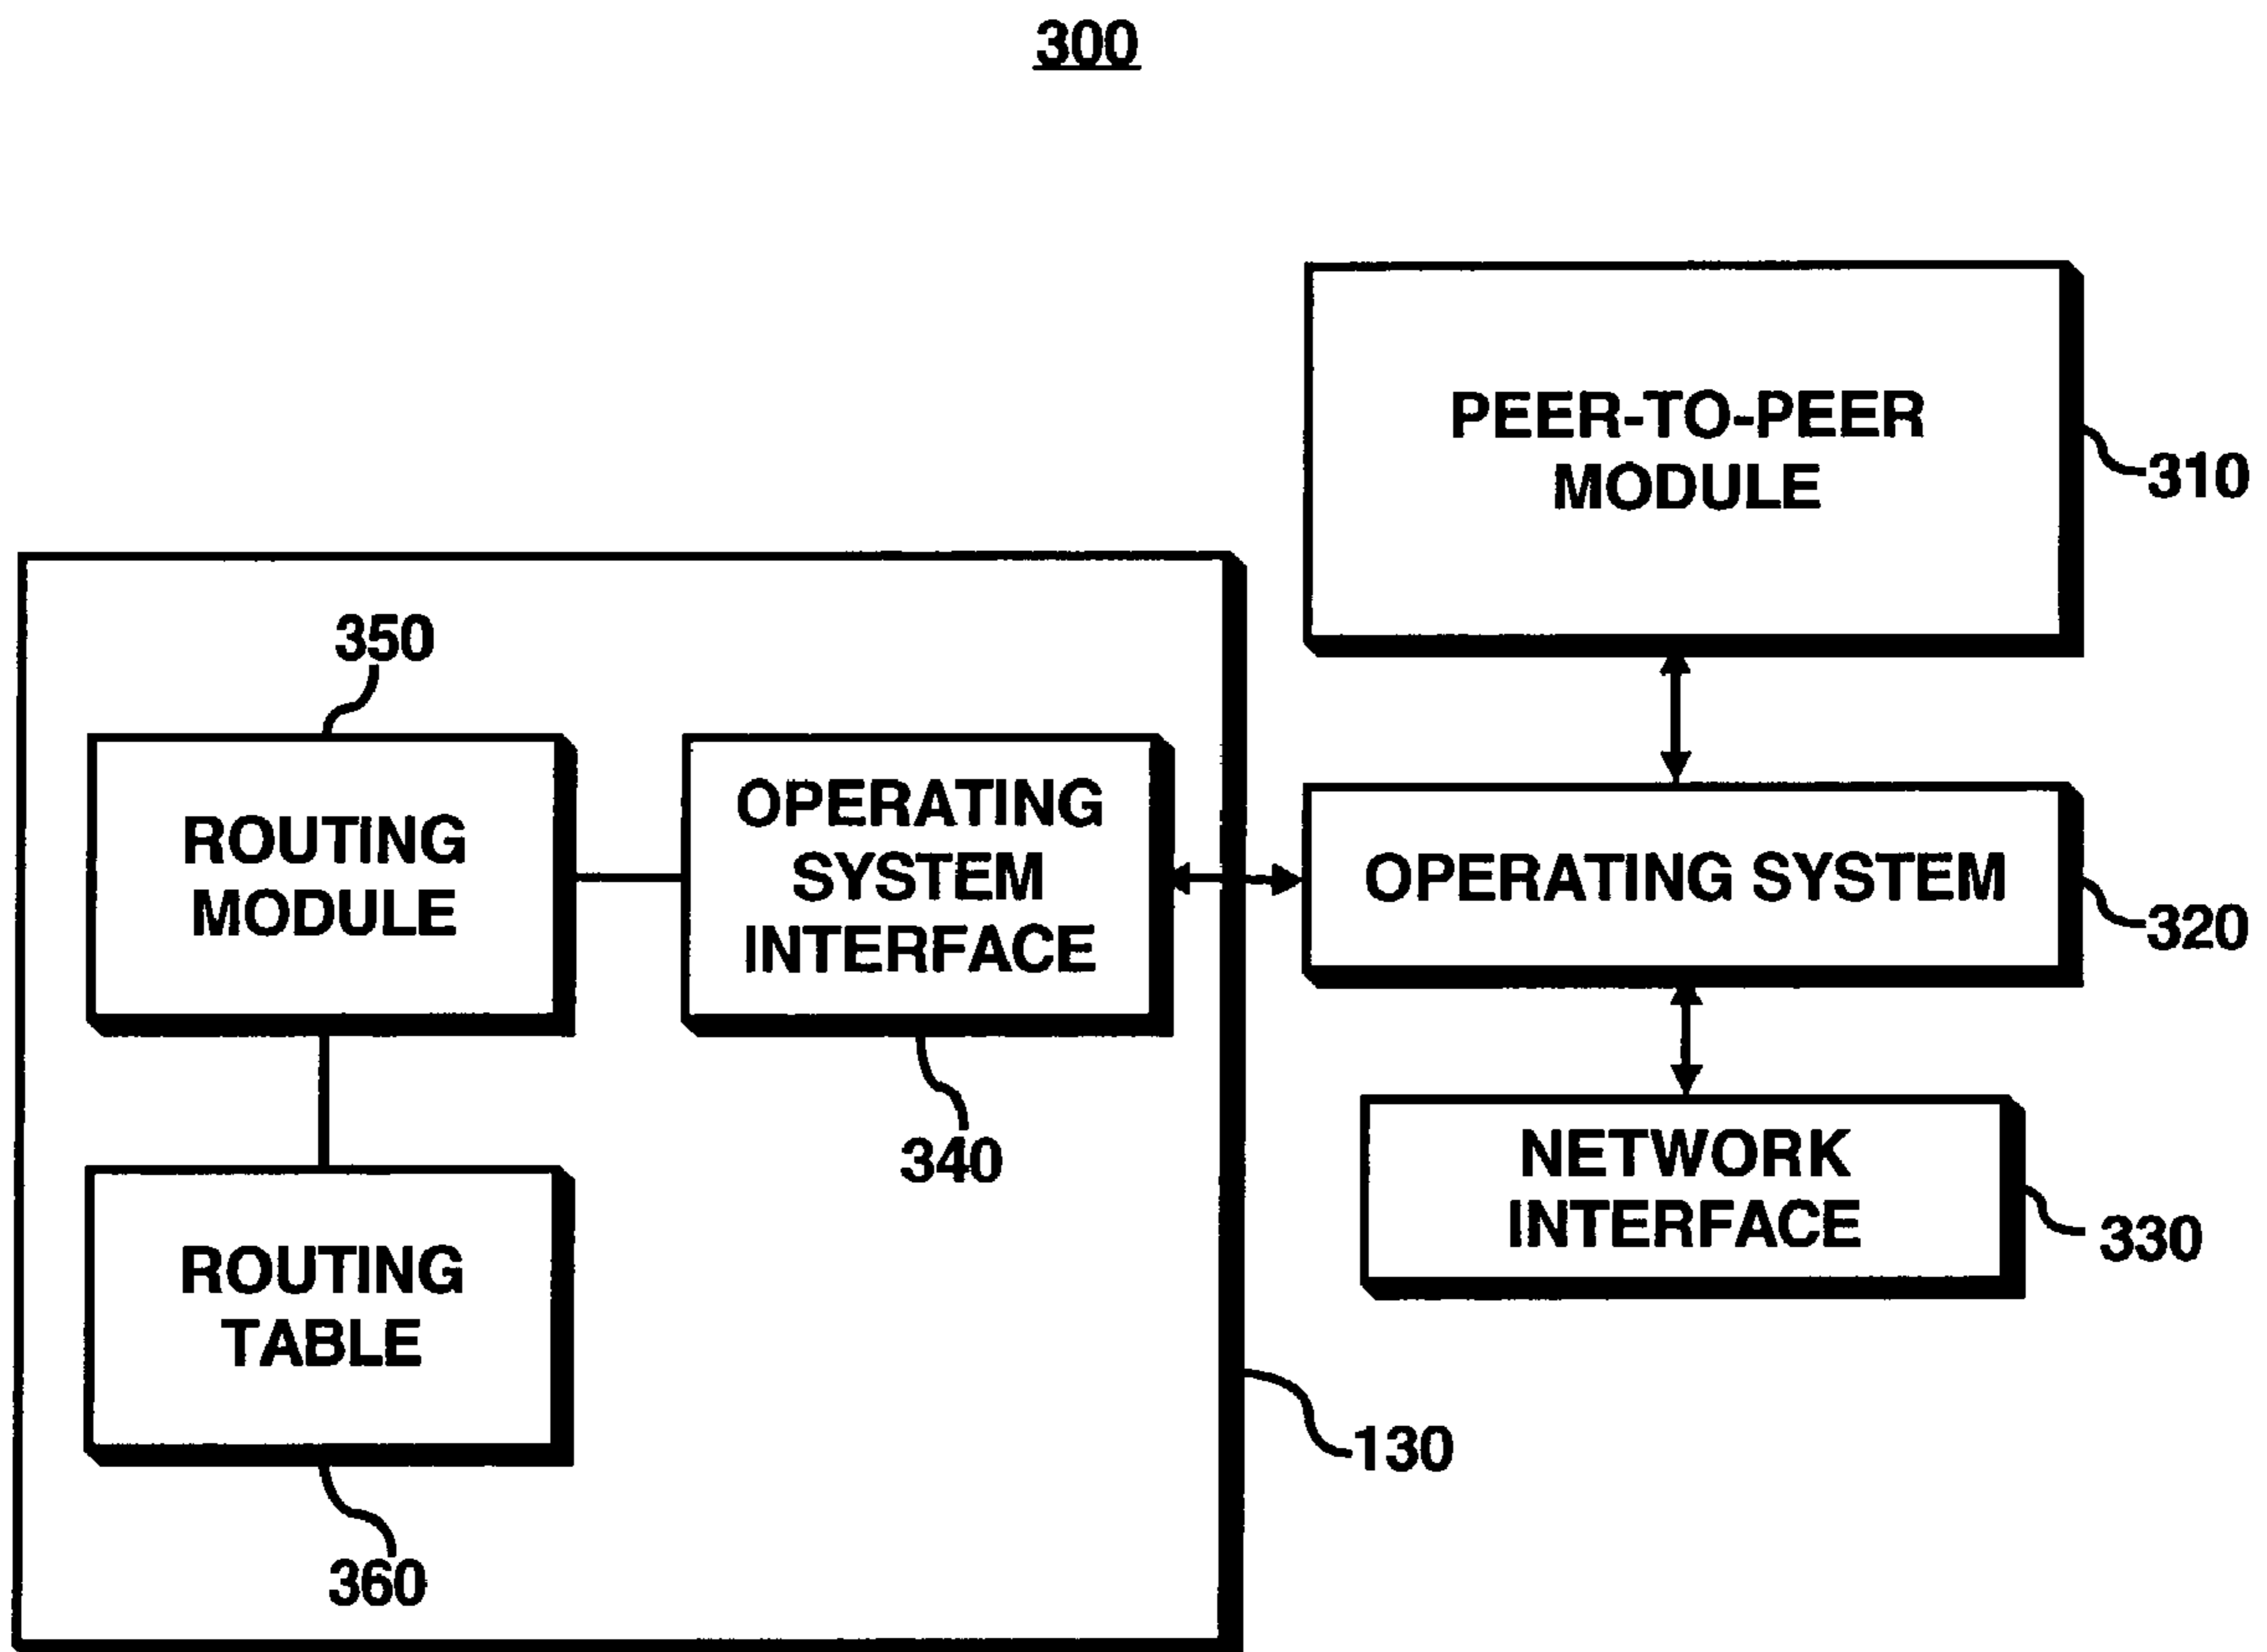 300
PEER-TO-PEER
MODULE
310
350
ROUTING
MODULE
OPERATING
SYSTEM
INTERFACE
OPERATING SYSTEM
320
340
NETWORK
INTERFACE
330
ROUTING
TABLE
130
360